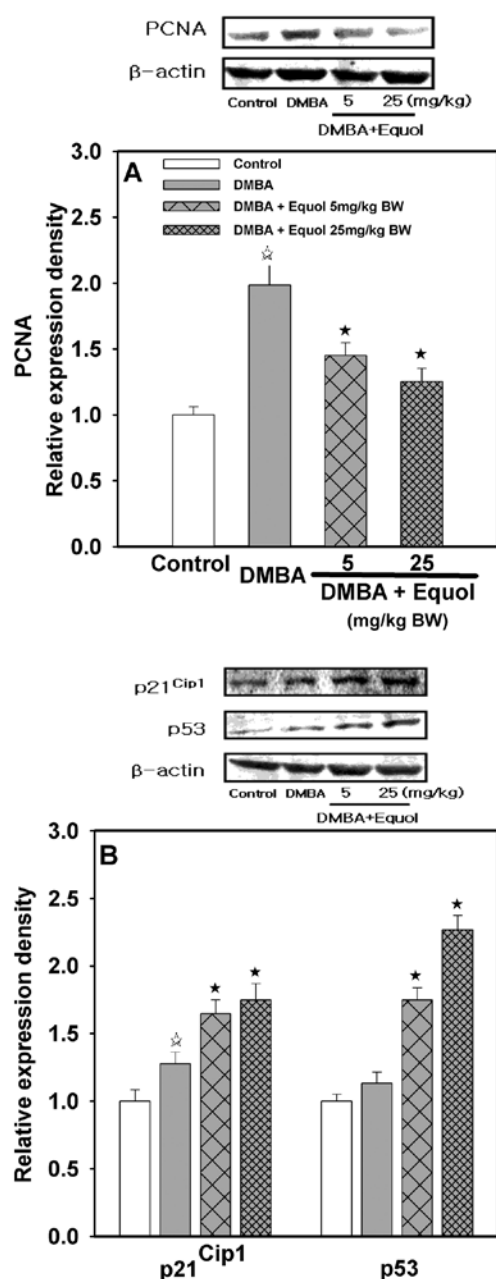 PCNA
β-actin
Control DMBA 5 25 (mg/kg)
DMBA+Equol
A
Control
DMBA
DMBA + Equol 5mg/kg BW
DMBA + Equol 25mg/kg BW
3.0
2.5
2.0
1.5
1.0
0.5
0.0
PCNA
Relative expression density
☆
★
★
Control DMBA 5 25
DMBA + Equol
(mg/kg BW)
p21Cip1
p53
β-actin
Control DMBA 5 25 (mg/kg)
DMBA+Equol
B
3.0
2.5
2.0
1.5
1.0
0.5
0.0
Relative expression density
☆
★
★
★
★
p21Cip1 p53